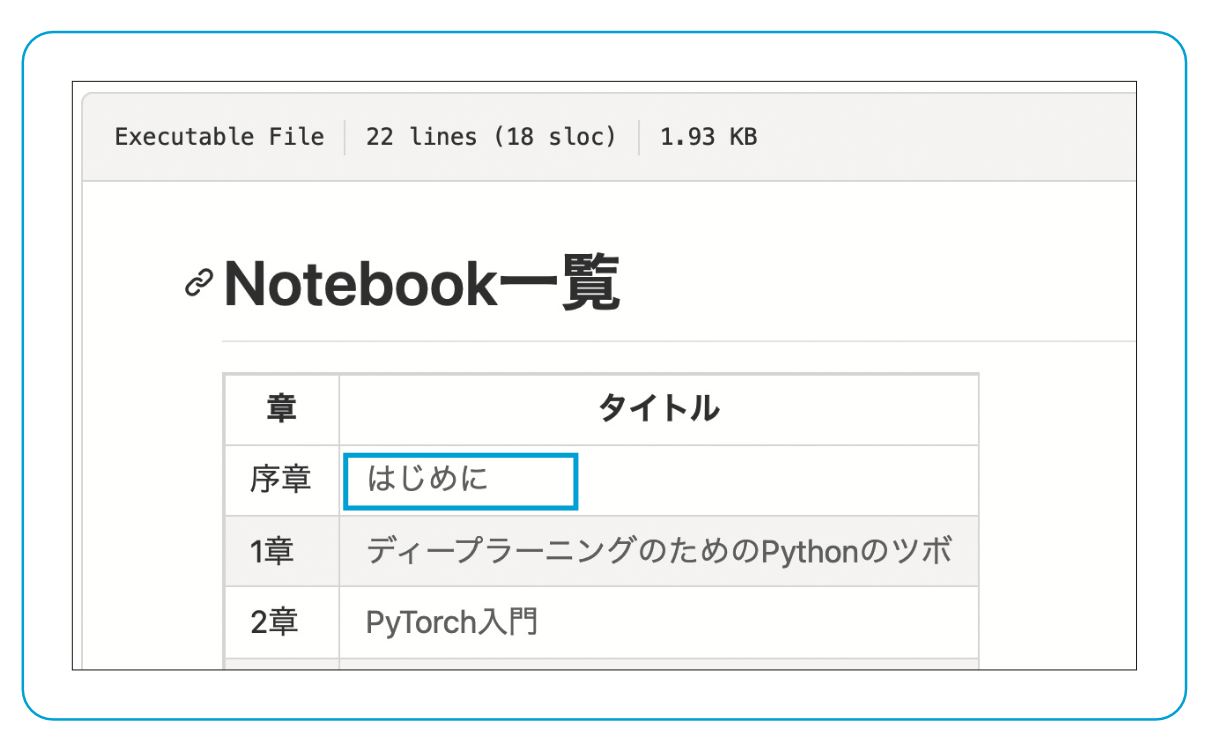 Executable File 22 lines (18 sloc) 1.93 KB
Notebook一覧
章 タイトル
序章 はじめに
1章 ディープラーニングのためのPythonのツボ
2章 PyTorch入門